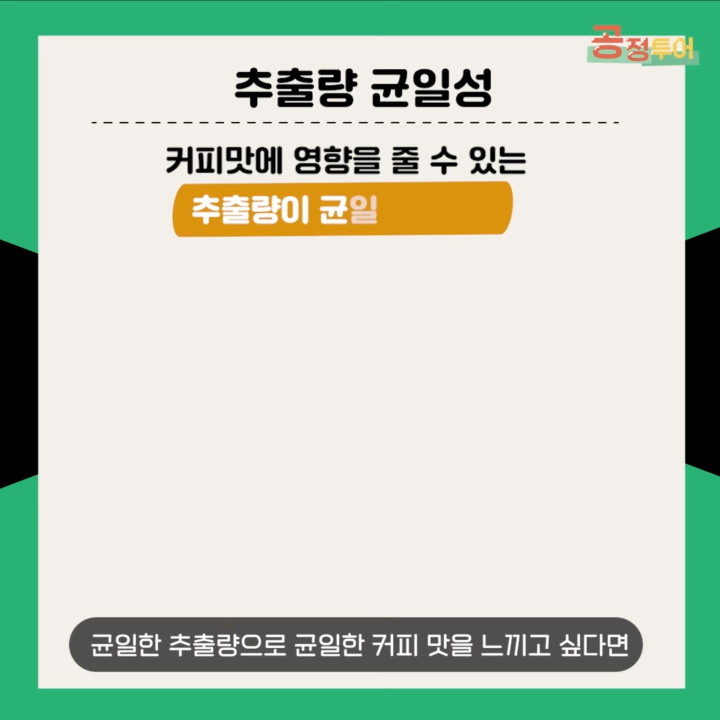 공정투어
추출량 균일성
커피맛에 영향을 줄 수 있는
추출량이 균일
균일한 추출량으로 균일한 커피 맛을 느끼고 싶다면